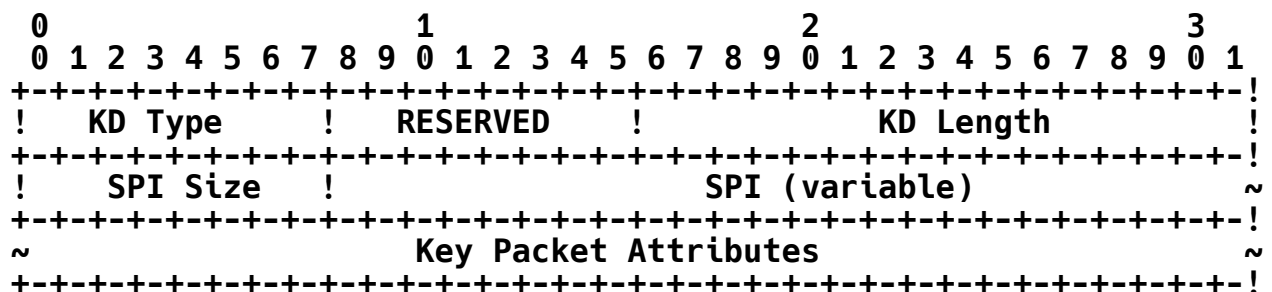 0                   1                   2                   3
 0 1 2 3 4 5 6 7 8 9 0 1 2 3 4 5 6 7 8 9 0 1 2 3 4 5 6 7 8 9 0 1
+-+-+-+-+-+-+-+-+-+-+-+-+-+-+-+-+-+-+-+-+-+-+-+-+-+-+-+-+-+-+-+-!
!   KD Type     !   RESERVED    !            KD Length          !
+-+-+-+-+-+-+-+-+-+-+-+-+-+-+-+-+-+-+-+-+-+-+-+-+-+-+-+-+-+-+-+-!
!    SPI Size   !                   SPI (variable)              ~
+-+-+-+-+-+-+-+-+-+-+-+-+-+-+-+-+-+-+-+-+-+-+-+-+-+-+-+-+-+-+-+-!
~                    Key Packet Attributes                      ~
+-+-+-+-+-+-+-+-+-+-+-+-+-+-+-+-+-+-+-+-+-+-+-+-+-+-+-+-+-+-+-+-!